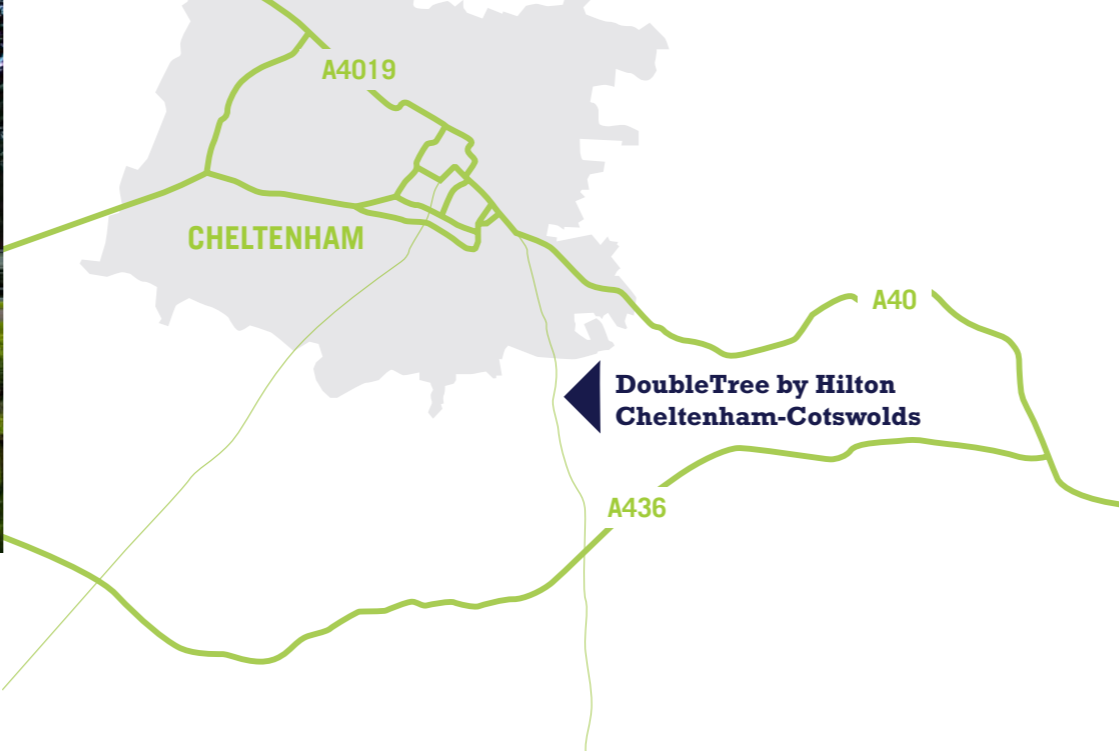 A4019
CHELTENHAM
A40
DoubleTree by Hilton
Cheltenham-Cotswolds
A436